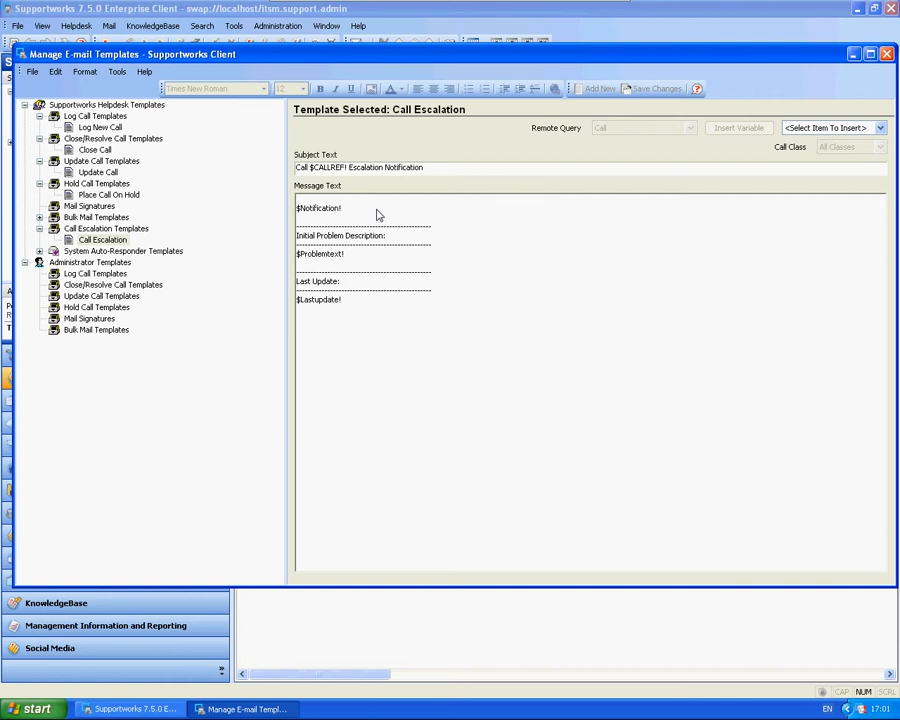 Supportworks 7.5.0 Enterprise Client - swap://localhost/itsm.support.admin
File View Helpdesk Mail KnowledgeBase Search Tools Administration Window Help
Manage E-mail Templates - Supportworks Client
File Edit Format Tools Help
Times New Roman 12 B I U A Add New Save Changes
Supportworks Helpdesk Templates
Log Call Templates
Log New Call
Close/Resolve Call Templates
Close Call
Update Call Templates
Update Call
Hold Call Templates
Place Call On Hold
Mail Signatures
Bulk Mail Templates
Call Escalation Templates
Call Escalation
System Auto-Responder Templates
Administrator Templates
Log Call Templates
Close/Resolve Call Templates
Update Call Templates
Hold Call Templates
Mail Signatures
Bulk Mail Templates
Template Selected: Call Escalation
Remote Query Call Insert Variable <Select Item To Insert>
Call Class All Classes
Subject Text
Call $CALLREF! Escalation Notification
Message Text
$Notification!
---------------------------------------------
Initial Problem Description:
---------------------------------------------
$Problemtext!
---------------------------------------------
Last Update:
---------------------------------------------
$Lastupdate!
KnowledgeBase
Management Information and Reporting
Social Media
»
CAP NUM SCRL
start Supportworks 7.5.0 E... Manage E-mail Templ... EN 17:01